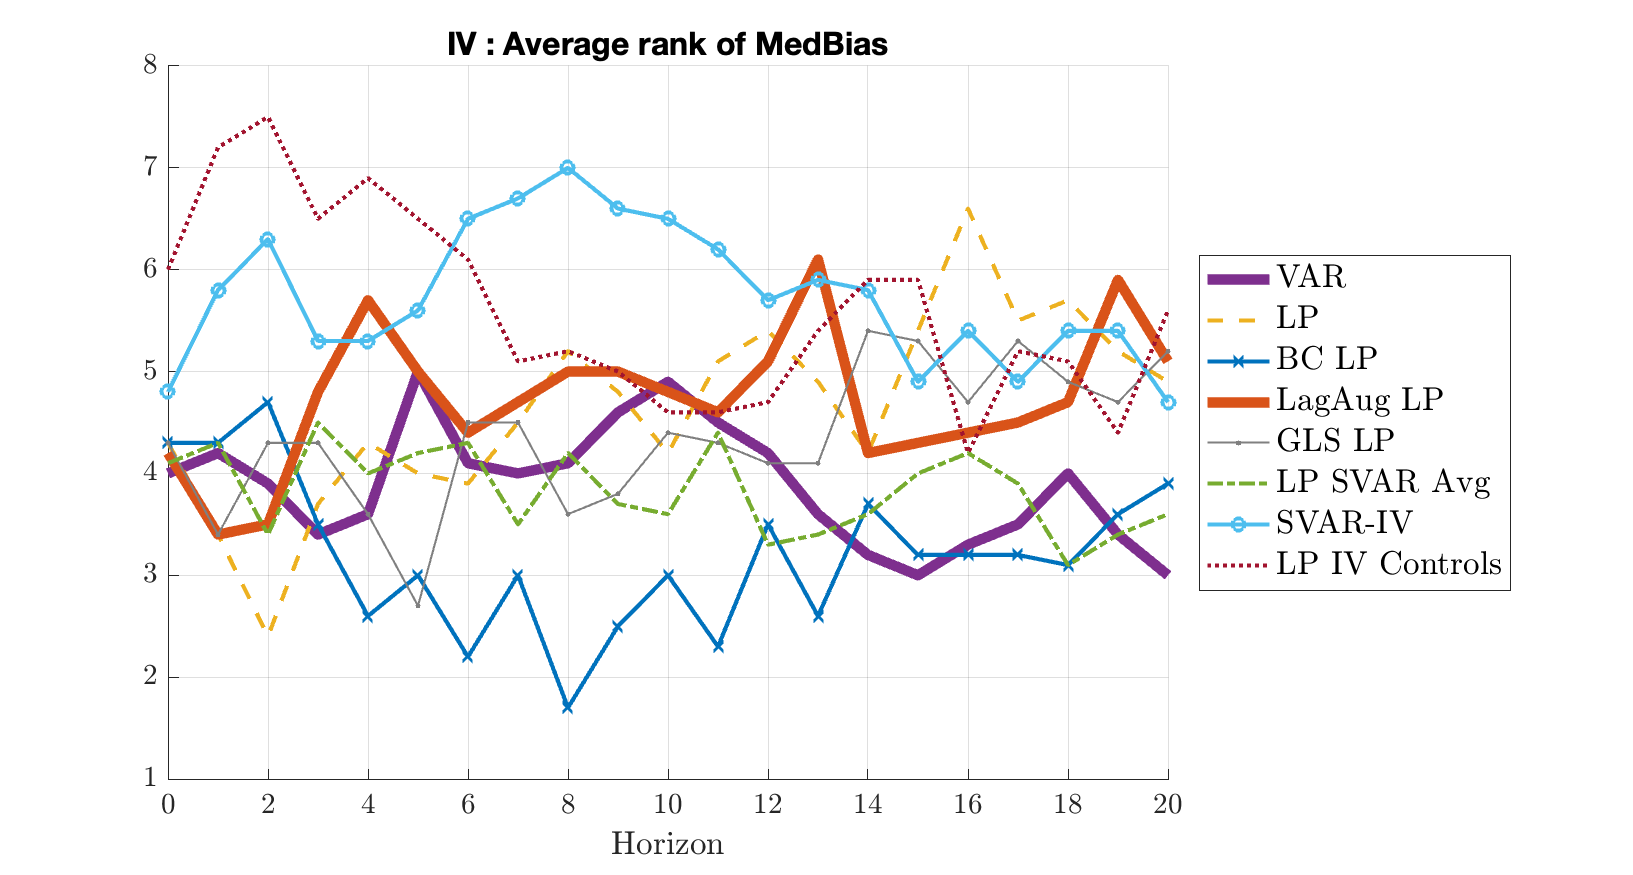 IV : Average rank of MedBias
8
7
6
5
4
3
2
1
0 2 4 6 8 10 12 14 16 18 20
Horizon
VAR
LP
BC LP
LagAug LP
GLS LP
LP SVAR Avg
SVAR-IV
LP IV Controls